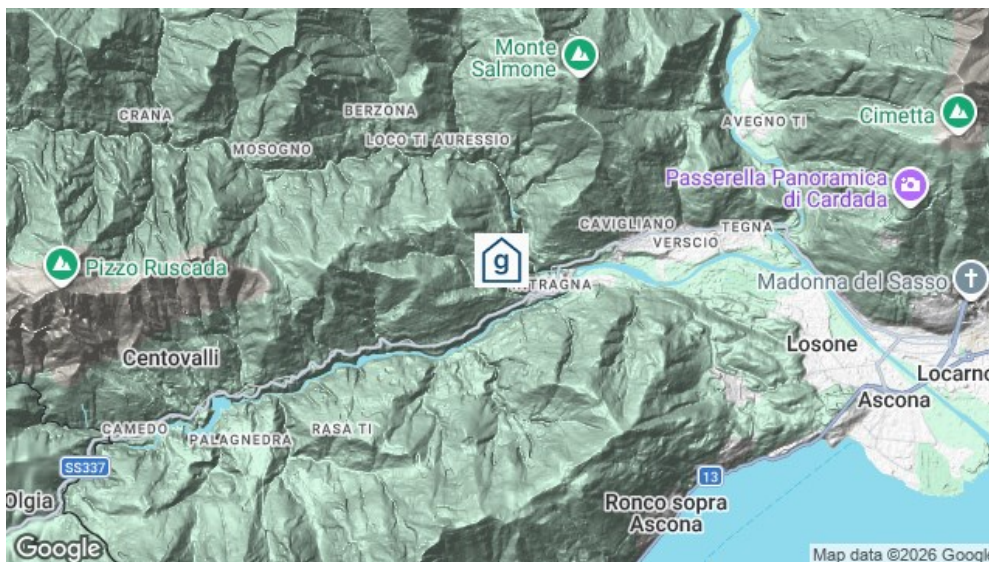 Monte
Salmone
Cimetta
CRANA
BERZONA
AVEGNO TI
LOCO TI AURESSIO
MOSOGNO
Passerella Panoramica
di Cardada
CAVIGLIANO
TEGNA
VERSCIO
Pizzo Ruscada
g
Madonna del Sasso
Losone
Centovalli
Locarno
Ascona
CAMEDO
PALAGNEDRA
RASA TI
SS337
13
Olgia
Ronco sopra
Ascona
Google
Map data ©2026 Google